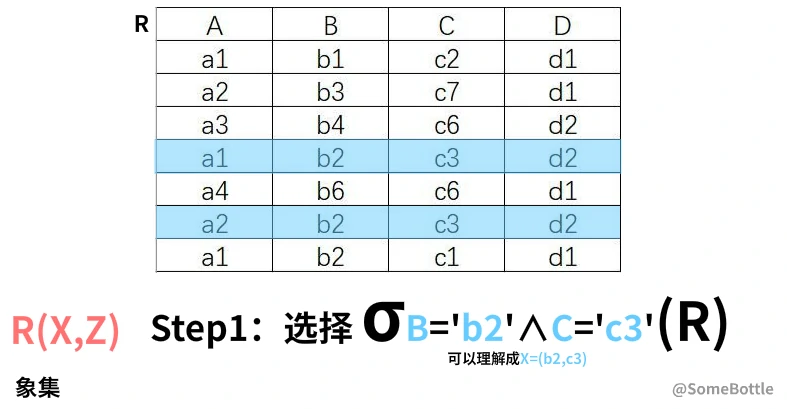 R A B C D
a1 b1 c2 d1
a2 b3 c7 d1
a3 b4 c6 d2
a1 b2 c3 d2
a4 b6 c6 d1
a2 b2 c3 d2
a1 b2 c1 d1
R(X,Z) Step1：选择 σB='b2'∧C='c3'(R)
可以理解成X=(b2,c3)
象集 @SomeBottle